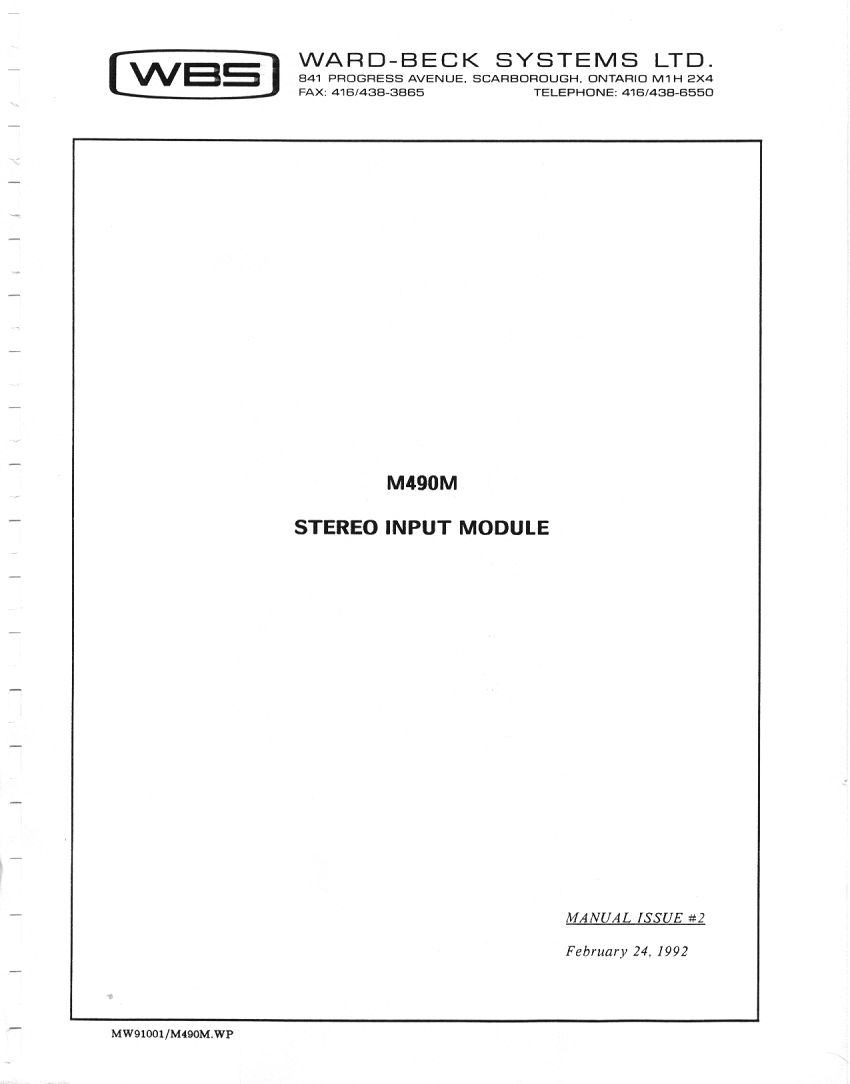 WBS
WARD-BECK SYSTEMS LTD.
841 PROGRESS AVENUE, SCARBOROUGH, ONTARIO M1H 2X4
FAX: 416/438-3865 TELEPHONE: 416/438-6550
M490M
STEREO INPUT MODULE
MANUAL ISSUE #2
February 24, 1992
MW91001/M490M.WP